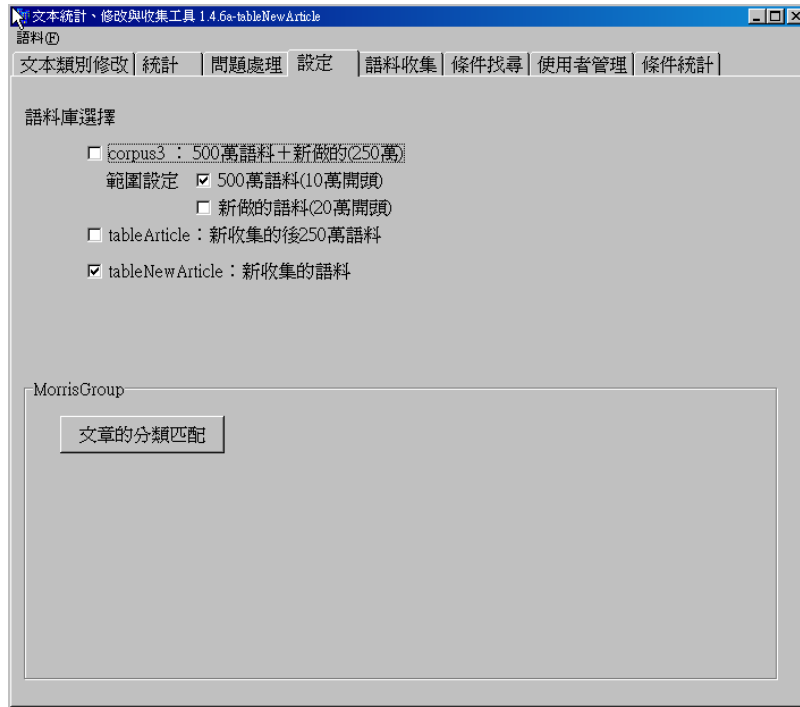 文本統計、修改與收集工具 1.4.6a-tableNewArticle
語料(F)
文本類別修改 統計 問題處理 設定 語料收集 條件找尋 使用者管理 條件統計
語料庫選擇
corpus3 : 500萬語料+新做的(250萬)
範圍設定 500萬語料(10萬開頭)
新做的語料(20萬開頭)
tableArticle:新收集的後250萬語料
tableNewArticle:新收集的語料
MorrisGroup
文章的分類匹配